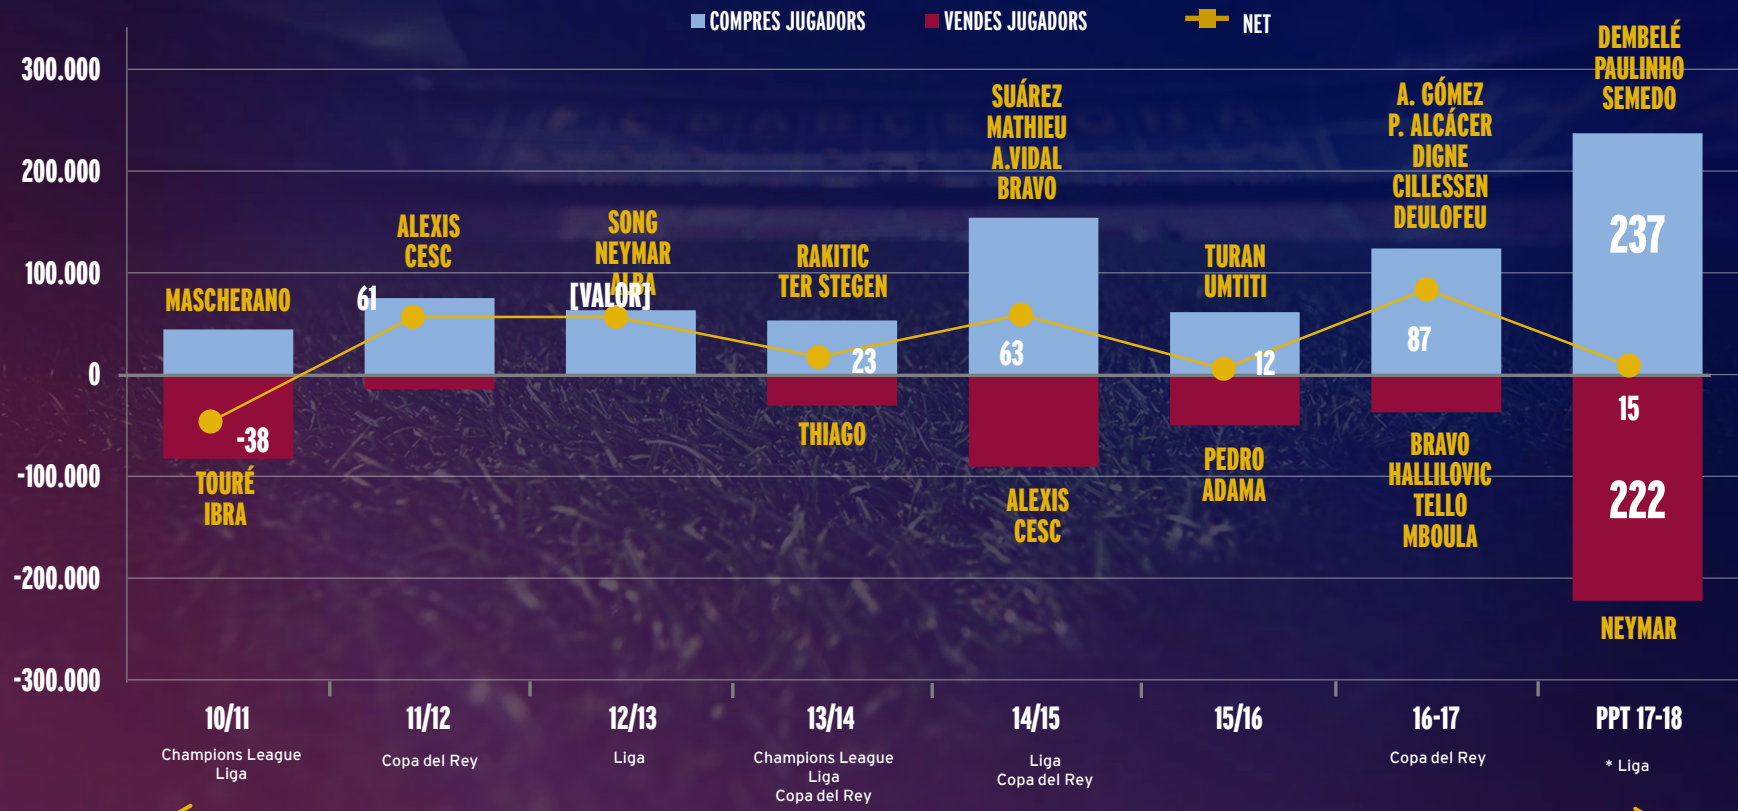 COMPRES JUGADORS VENDES JUGADORS NET
300.000
200.000
100.000
0
-100.000
-200.000
-300.000
MASCHERANO
-38
TOURÉ
IBRA
ALEXIS
CESC
61
SONG
NEYMAR
ALBA
[VALOR]
RAKITIC
TER STEGEN
23
THIAGO
SUÁREZ
MATHIEU
A.VIDAL
BRAVO
63
ALEXIS
CESC
TURAN
UMTITI
12
PEDRO
ADAMA
A. GÓMEZ
P. ALCÁCER
DIGNE
CILLESSEN
DEULOFEU
87
BRAVO
HALLILOVIC
TELLO
MBOULA
DEMBELÉ
PAULINHO
SEMEDO
237
15
222
NEYMAR
10/11
Champions League
Liga
11/12
Copa del Rey
12/13
Liga
13/14
Champions League
Liga
Copa del Rey
14/15
Liga
Copa del Rey
15/16
16-17
Copa del Rey
PPT 17-18
* Liga